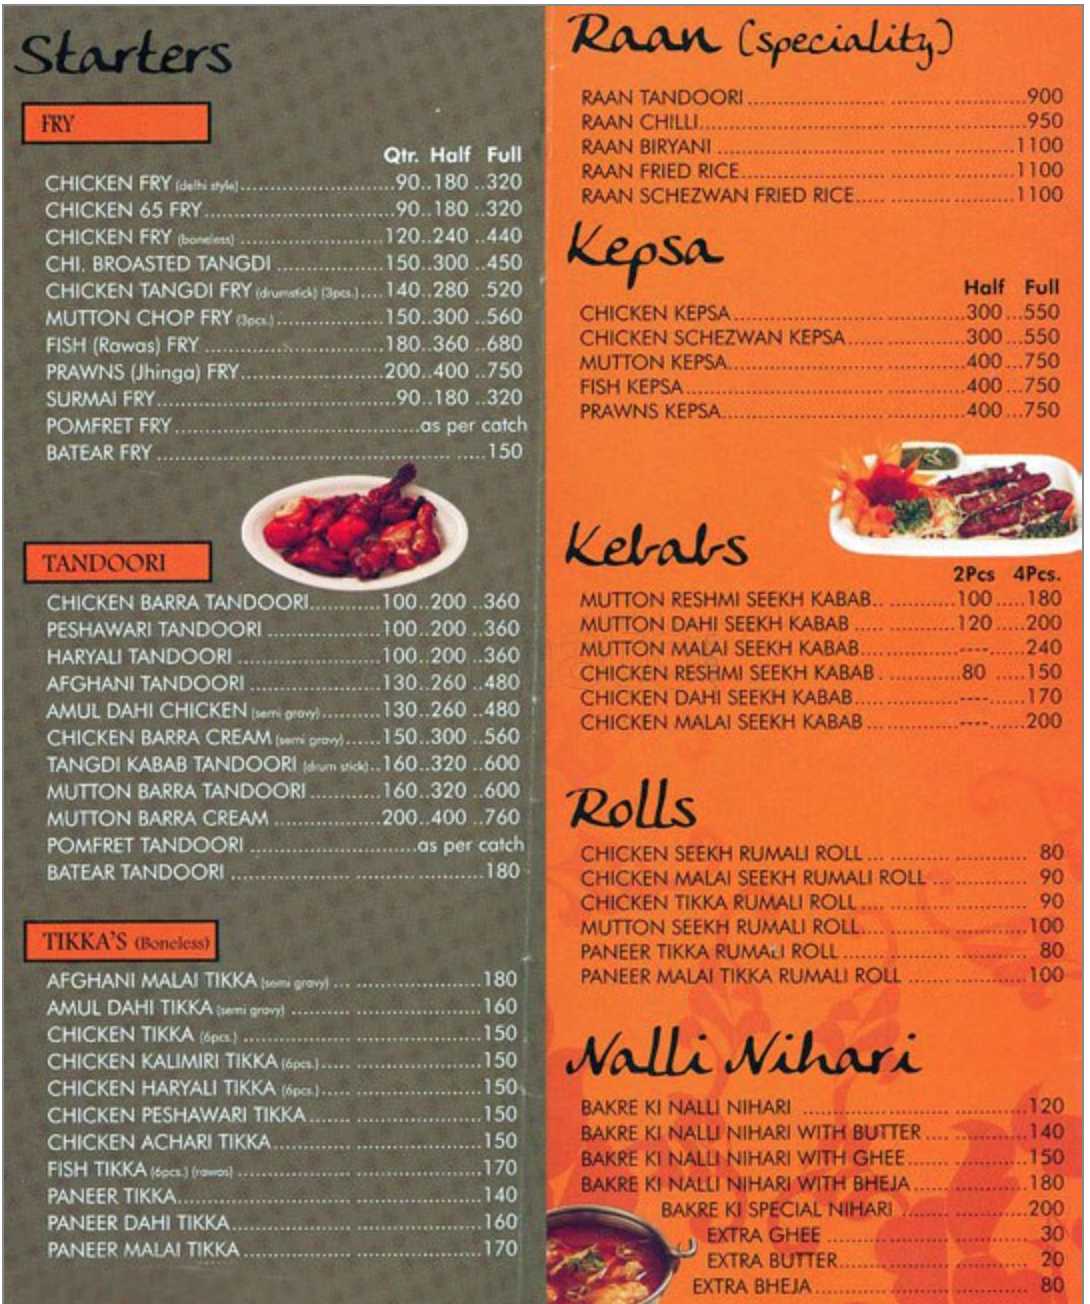 Starters
FRY
Qtr. Half Full
CHICKEN FRY (delhi style)..............................90..180 ..320
CHICKEN 65 FRY..............................90..180 ..320
CHICKEN FRY (boneless) ......................120..240 ..440
CHI. BROASTED TANGDI .................150..300 ..450
CHICKEN TANGDI FRY (drumstick) (3pcs.)....140..280 .520
MUTTON CHOP FRY (3pcs.).................150..300 ..560
FISH (Rawas) FRY ............................180..360 ..680
PRAWNS (Jhinga) FRY......................200..400 ..750
SURMAI FRY.....................................90..180 ..320
POMFRET FRY......................................as per catch
BATEAR FRY ............................................. .....150
TANDOORI
CHICKEN BARRA TANDOORI...........100..200 ..360
PESHAWARI TANDOORI ..................100..200 ..360
HARYALI TANDOORI .......................100..200 ..360
AFGHANI TANDOORI .....................130..260 ..480
AMUL DAHI CHICKEN (semi gravy)..........130..260 ..480
CHICKEN BARRA CREAM (semi gravy)......150..300 ..560
TANGDI KABAB TANDOORI (drum stick)..160..320 ..600
MUTTON BARRA TANDOORI ...........160..320 ..600
MUTTON BARRA CREAM .................200..400 ..760
POMFRET TANDOORI ..........................as per catch
BATEAR TANDOORI .................... .......... ..........180
TIKKA'S (Boneless)
AFGHANI MALAI TIKKA (semi gravy) ... ....................180
AMUL DAHI TIKKA (semi gravy) .......... ....................160
CHICKEN TIKKA (6pcs.) .................. ....................150
CHICKEN KALIMIRI TIKKA (6pcs.)..... ....................150
CHICKEN HARYALI TIKKA (6pcs.)..... ....................150
CHICKEN PESHAWARI TIKKA....... ....................150
CHICKEN ACHARI TIKKA............. ....................150
FISH TIKKA (6pcs.) (rawas) .................. ....................170
PANEER TIKKA............................ ....................140
PANEER DAHI TIKKA................... ....................160
PANEER MALAI TIKKA ................. ....................170
Raan (speciality)
RAAN TANDOORI ....................... .......... ............900
RAAN CHILLI............................... .......... ............950
RAAN BIRYANI ............................ .......... ..........1100
RAAN FRIED RICE........................ .......... ..........1100
RAAN SCHEZWAN FRIED RICE..... .......... ..........1100
Kepsa
Half Full
CHICKEN KEPSA.......................... .............300 ...550
CHICKEN SCHEZWAN KEPSA...... .............300 ...550
MUTTON KEPSA........................... .............400 ...750
FISH KEPSA.................................. .............400 ...750
PRAWNS KEPSA........................... .............400 ...750
Kebabs
2Pcs 4Pcs.
MUTTON RESHMI SEEKH KABAB.. ...........100 .....180
MUTTON DAHI SEEKH KABAB ..... ...........120 .....200
MUTTON MALAI SEEKH KABAB................----......240
CHICKEN RESHMI SEEKH KABAB . ............80 .....150
CHICKEN DAHI SEEKH KABAB..... ............----......170
CHICKEN MALAI SEEKH KABAB ... ............----......200
Rolls
CHICKEN SEEKH RUMALI ROLL ... .......... ............ 80
CHICKEN MALAI SEEKH RUMALI ROLL ... ............ 90
CHICKEN TIKKA RUMALI ROLL .... .......... ............ 90
MUTTON SEEKH RUMALI ROLL.... .......... ............100
PANEER TIKKA RUMALI ROLL ....... .......... ............ 80
PANEER MALAI TIKKA RUMALI ROLL ...... ............100
Nalli Nihari
BAKRE KI NALLI NIHARI ................ .......... ............120
BAKRE KI NALLI NIHARI WITH BUTTER .... ............140
BAKRE KI NALLI NIHARI WITH GHEE...... ............150
BAKRE KI NALLI NIHARI WITH BHEJA...... ............180
BAKRE KI SPECIAL NIHARI ........ ............200
EXTRA GHEE ..................... ............ 30
EXTRA BUTTER................... ............ 20
EXTRA BHEJA..................... ............ 80